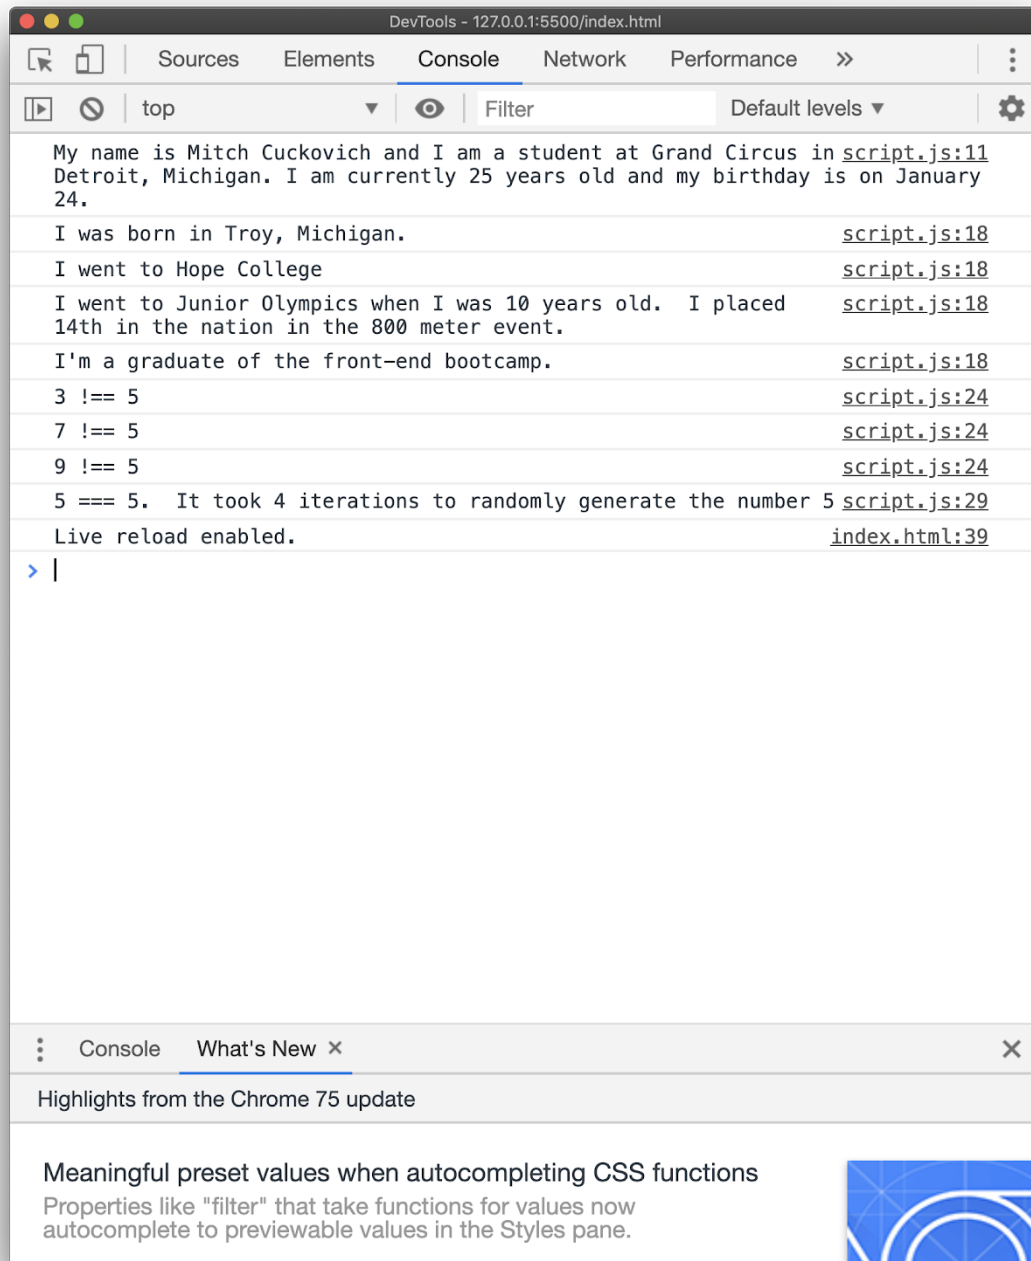 DevTools - 127.0.0.1:5500/index.html
Sources Elements Console Network Performance »
top ▼ Filter Default levels ▼
My name is Mitch Cuckovich and I am a student at Grand Circus in script.js:11
Detroit, Michigan. I am currently 25 years old and my birthday is on January
24.
I was born in Troy, Michigan. script.js:18
I went to Hope College script.js:18
I went to Junior Olympics when I was 10 years old.  I placed script.js:18
14th in the nation in the 800 meter event.
I'm a graduate of the front-end bootcamp. script.js:18
3 !== 5 script.js:24
7 !== 5 script.js:24
9 !== 5 script.js:24
5 === 5.  It took 4 iterations to randomly generate the number 5 script.js:29
Live reload enabled. index.html:39
>
Console What's New ×
Highlights from the Chrome 75 update
Meaningful preset values when autocompleting CSS functions
Properties like "filter" that take functions for values now
autocomplete to previewable values in the Styles pane.